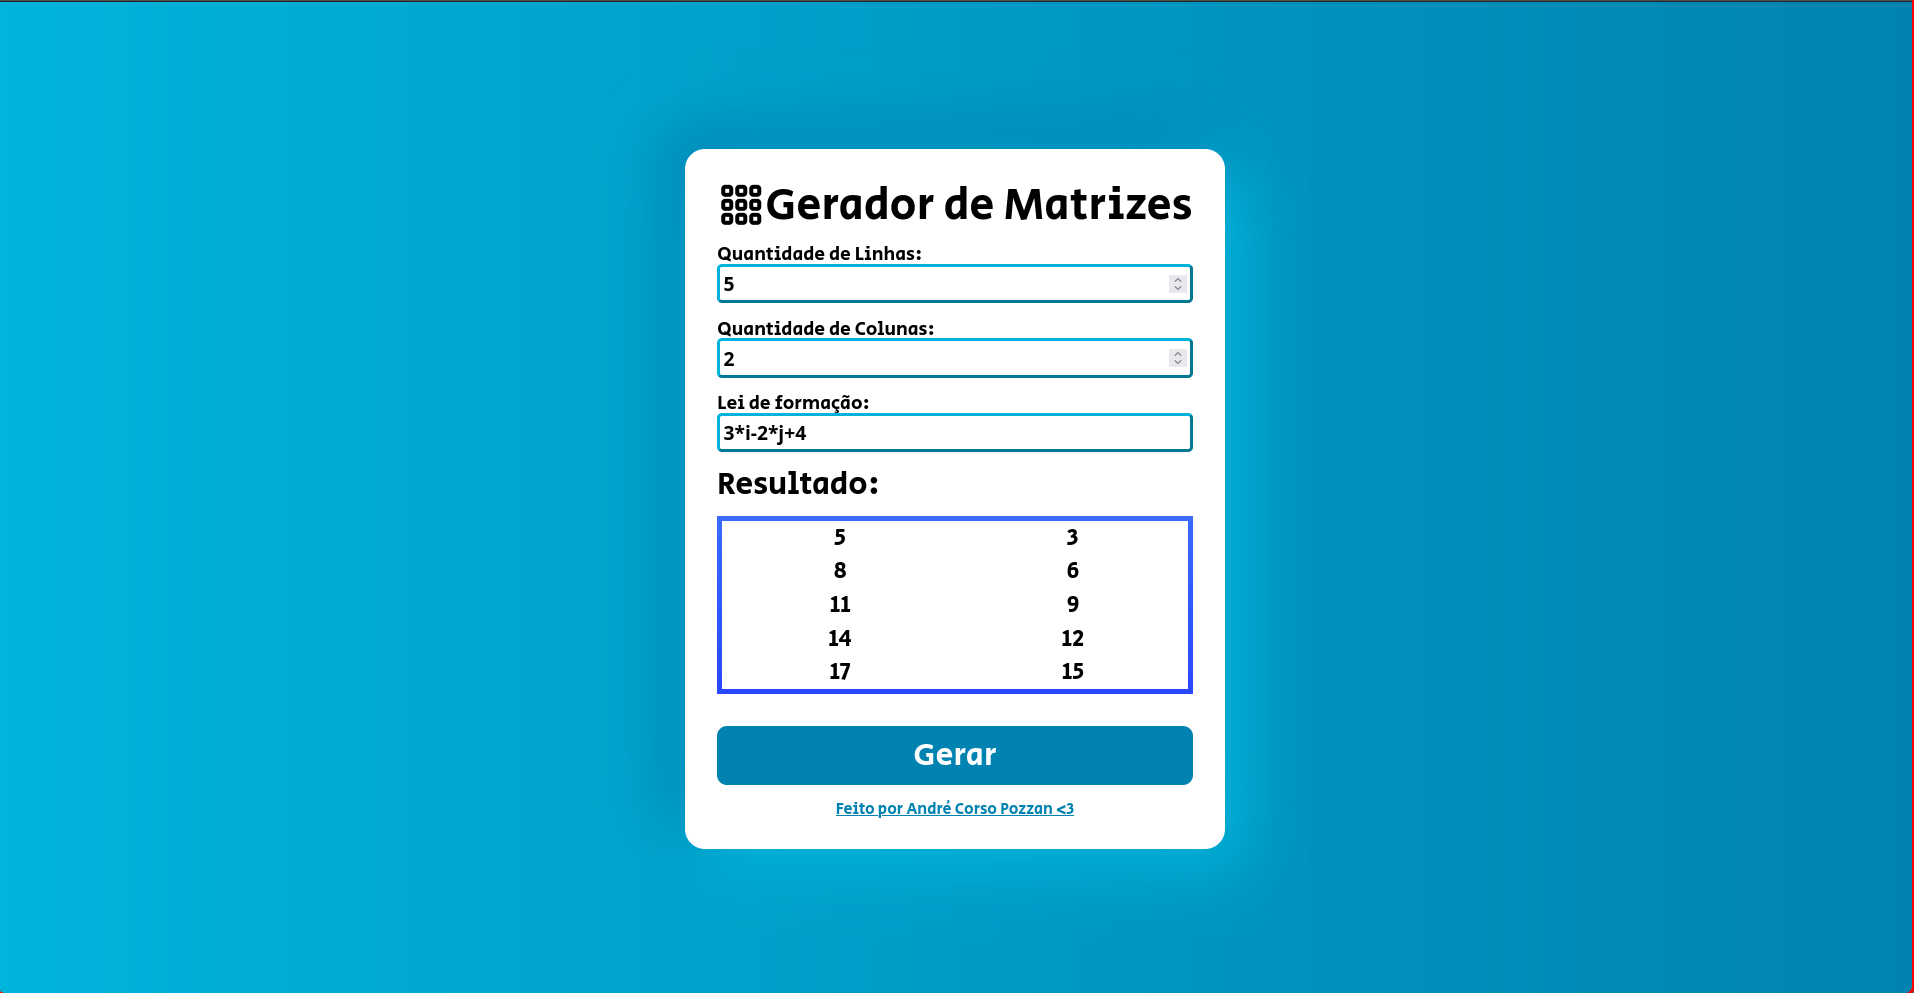 Gerador de Matrizes
Quantidade de Linhas:
5
Quantidade de Colunas:
2
Lei de formação:
3*i-2*j+4
Resultado:
5 3
8 6
11 9
14 12
17 15
Gerar
Feito por André Corso Pozzan <3